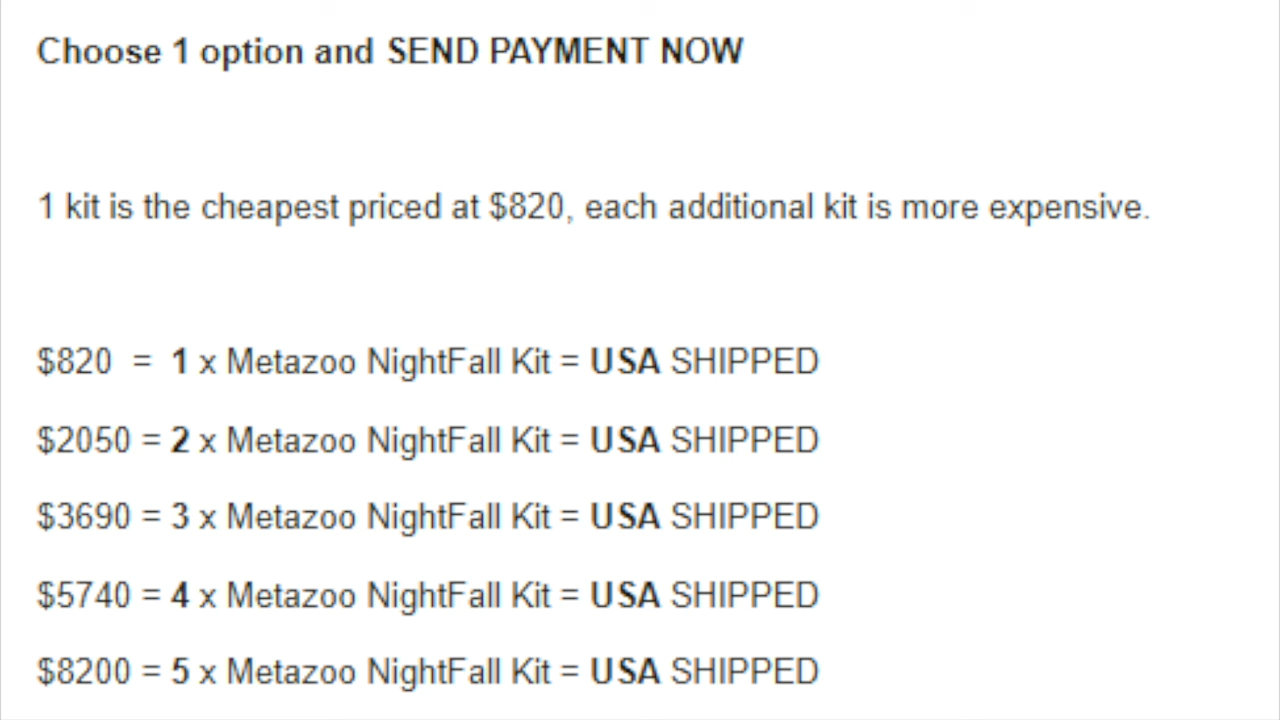 Choose 1 option and SEND PAYMENT NOW
1 kit is the cheapest priced at $820, each additional kit is more expensive.
$820 = 1 x Metazoo NightFall Kit = USA SHIPPED
$2050 = 2 x Metazoo NightFall Kit = USA SHIPPED
$3690 = 3 x Metazoo NightFall Kit = USA SHIPPED
$5740 = 4 x Metazoo NightFall Kit = USA SHIPPED
$8200 = 5 x Metazoo NightFall Kit = USA SHIPPED